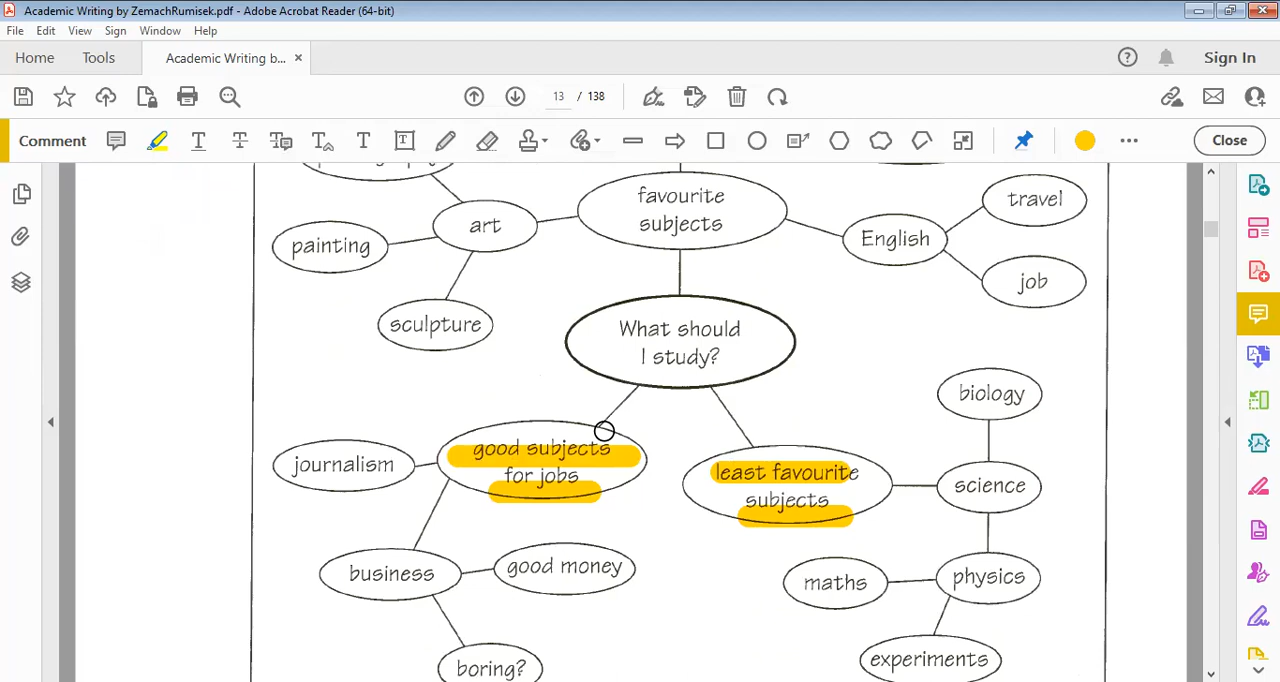 Academic Writing by ZemachRumisek.pdf - Adobe Acrobat Reader (64-bit)
File Edit View Sign Window Help
Home Tools Academic Writing b... × Sign In
13 / 138
Comment Close
favourite
subjects
travel
art
English
painting
job
sculpture
What should
I study?
biology
good subjects
for jobs
journalism
least favourite
subjects
science
business
good money
maths
physics
boring?
experiments